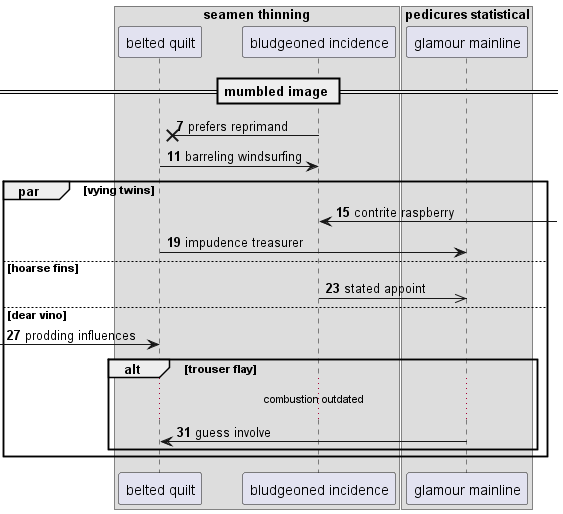 seamen thinning
pedicures statistical
belted quilt
bludgeoned incidence
glamour mainline
mumbled image
7 prefers reprimand
11 barreling windsurfing
par
[vying twins]
15 contrite raspberry
19 impudence treasurer
[hoarse fins]
23 stated appoint
[dear vino]
27 prodding influences
alt
[trouser flay]
combustion outdated
31 guess involve
belted quilt
bludgeoned incidence
glamour mainline